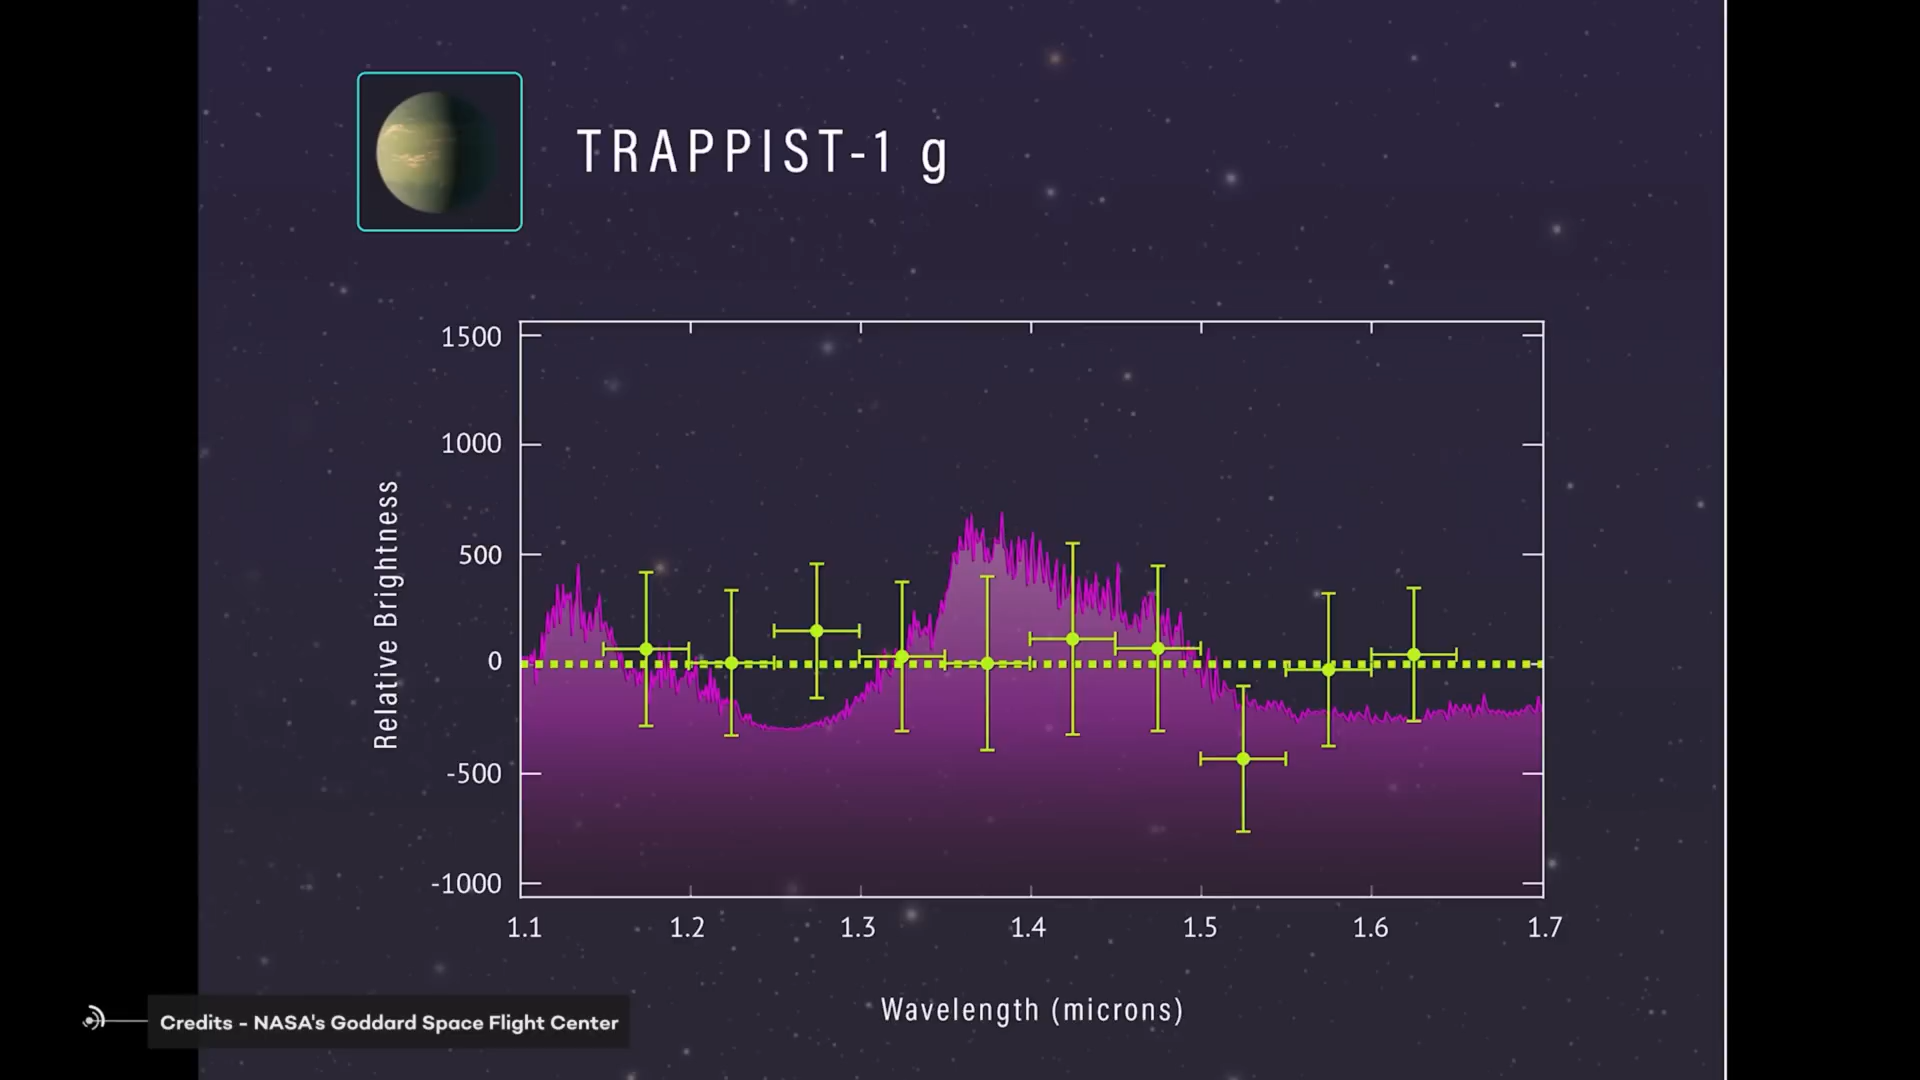 TRAPPIST-1 g
Relative Brightness
1500
1000
500
0
-500
-1000
1.1 1.2 1.3 1.4 1.5 1.6 1.7
Wavelength (microns)
Credits - NASA's Goddard Space Flight Center